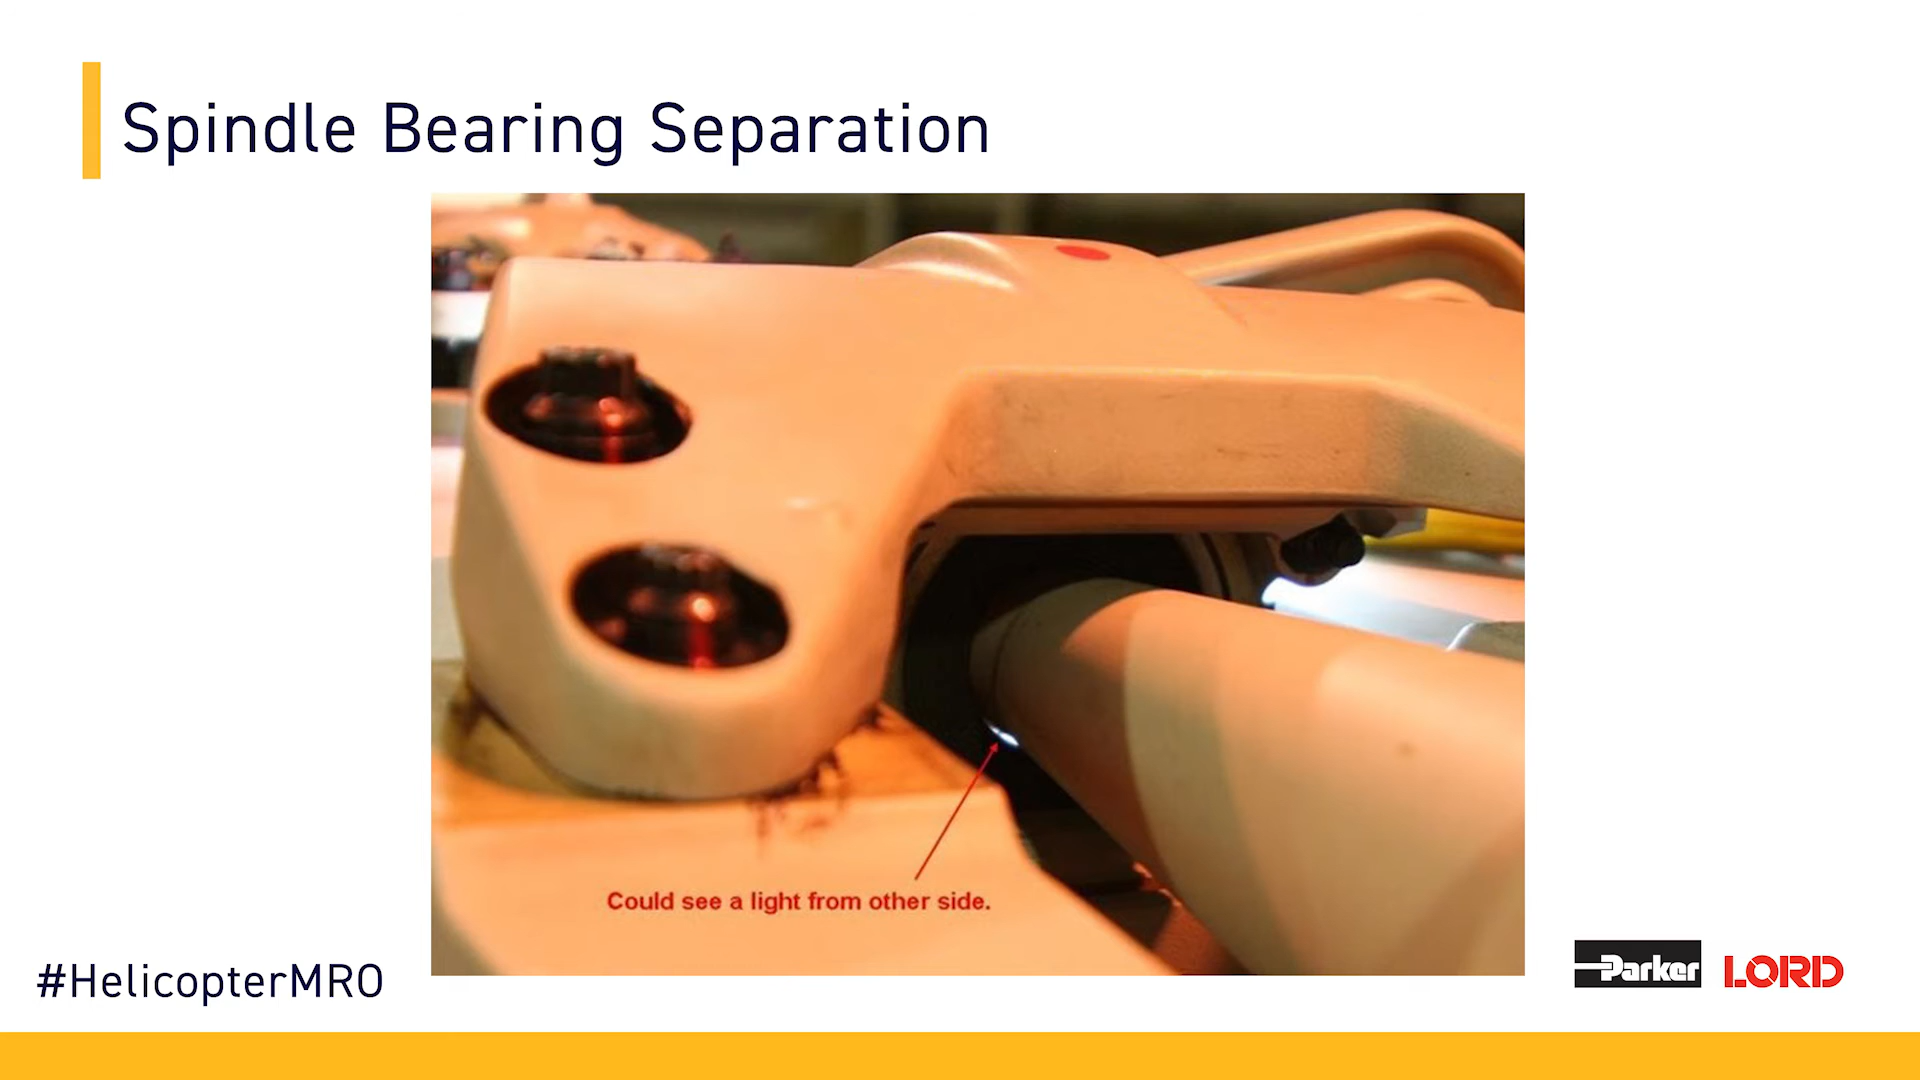 Spindle Bearing Separation
Could see a light from other side.
#HelicopterMRO
Parker LORD